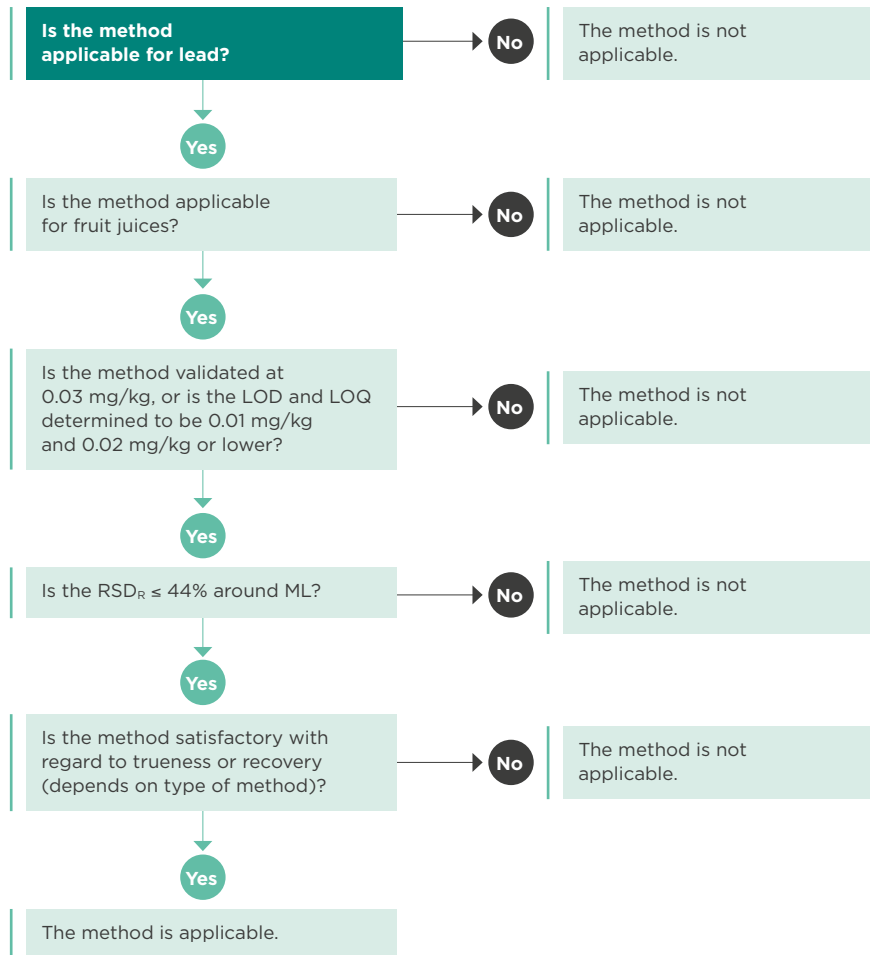 Is the method
applicable for lead?
No
The method is not
applicable.
Yes
Is the method applicable
for fruit juices?
No
The method is not
applicable.
Yes
Is the method validated at
0.03 mg/kg, or is the LOD and LOQ
determined to be 0.01 mg/kg
and 0.02 mg/kg or lower?
No
The method is not
applicable.
Yes
Is the RSDR ≤ 44% around ML?
No
The method is not
applicable.
Yes
Is the method satisfactory with
regard to trueness or recovery
(depends on type of method)?
No
The method is not
applicable.
Yes
The method is applicable.